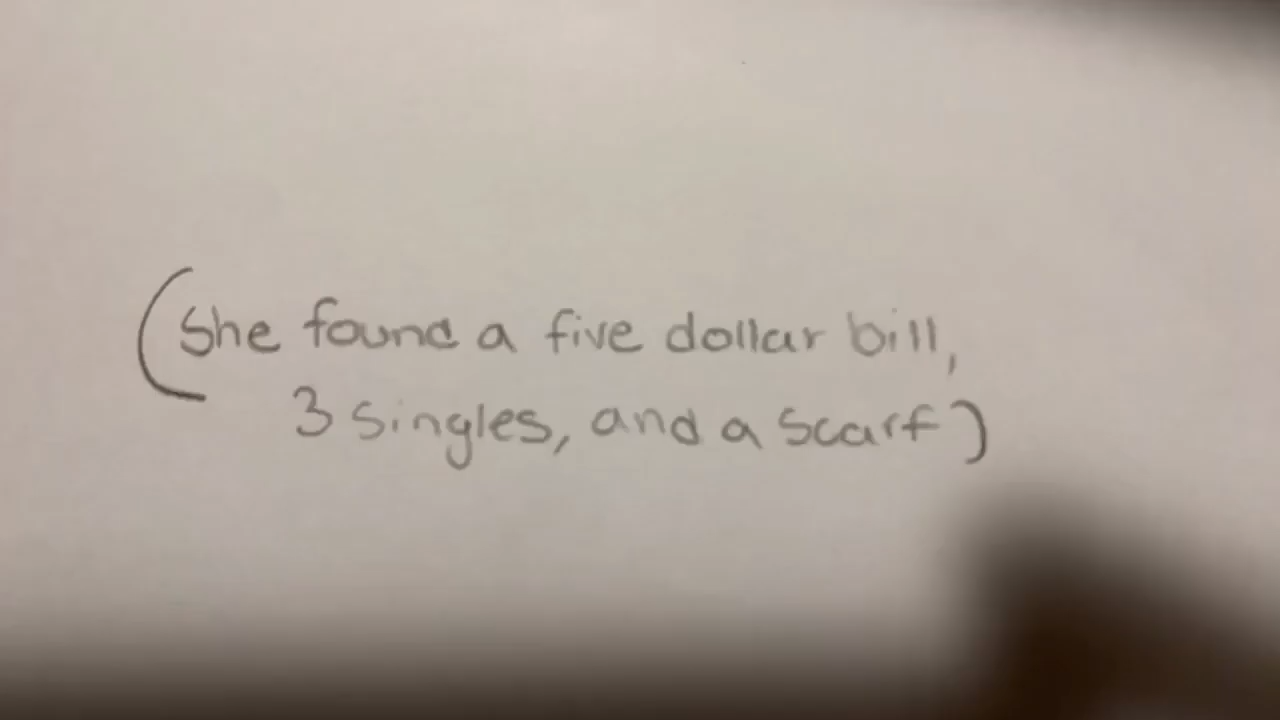 (She found a five dollar bill,
3 singles, and a scarf)